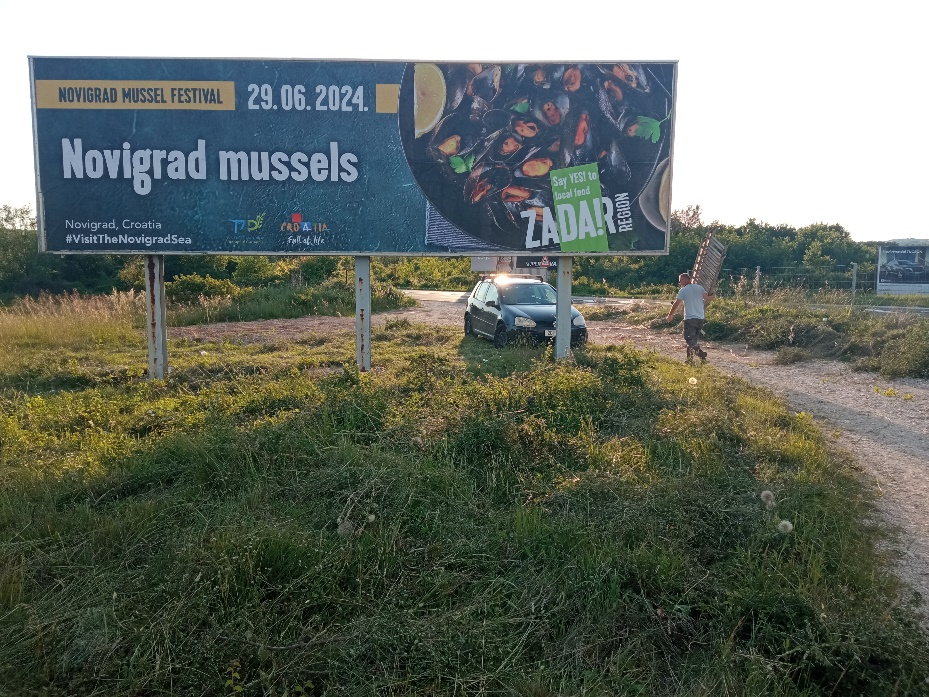 NOVIGRAD MUSSEL FESTIVAL
29.06.2024.
Novigrad mussels
Novigrad, Croatia
#VisitTheNovigradSea
CROATIA
Full of life
Say YES! to
local food
ZADA!R
REGION